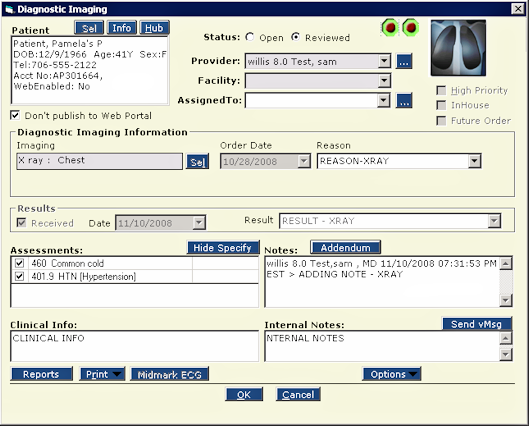 Diagnostic Imaging
Patient Sel Info Hub
Patient, Pamela's P
DOB:12/9/1966 Age:41Y Sex:F
Tel:706-555-2122
Acct No:AP301664,
WebEnabled: No
Don't publish to Web Portal
Status: Open Reviewed
Provider: willis 8.0 Test, sam ...
Facility:
AssignedTo: ...
High Priority
InHouse
Future Order
Diagnostic Imaging Information
Imaging Order Date Reason
X ray : Chest Sel 10/28/2008 REASON-XRAY
Results
Received Date 11/10/2008 Result RESULT - XRAY
Assessments: Hide Specify
460 Common cold
401.9 HTN [Hypertension]
Notes: Addendum
willis 8.0 Test,sam , MD 11/10/2008 07:31:53 PM
EST > ADDING NOTE - XRAY
Clinical Info:
CLINICAL INFO
Internal Notes: Send vMsg
NTERNAL NOTES
Reports Print Midmark ECG Options
OK Cancel